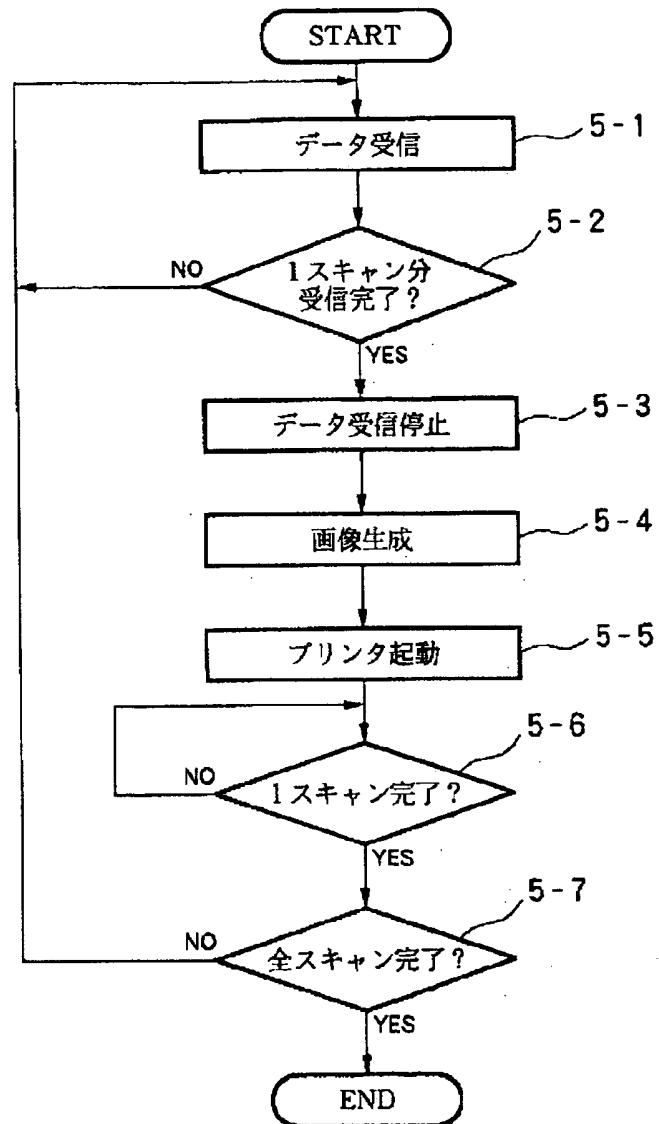 START
データ受信
5-1
1スキャン分
受信完了?
5-2
NO
YES
データ受信停止
5-3
画像生成
5-4
プリンタ起動
5-5
1スキャン完了?
5-6
NO
YES
全スキャン完了?
5-7
NO
YES
END